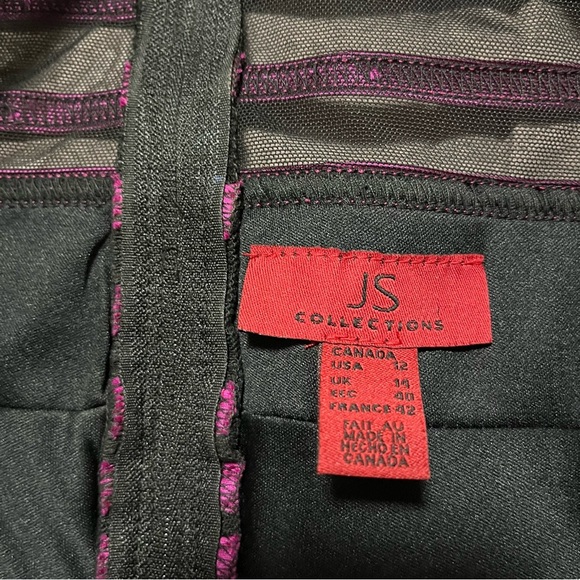 JS
COLLECTIONS
CANADA
USA 12
UK 14
EEC 40
FRANCE 42
FAIT AU
MADE IN
HECHO EN
CANADA